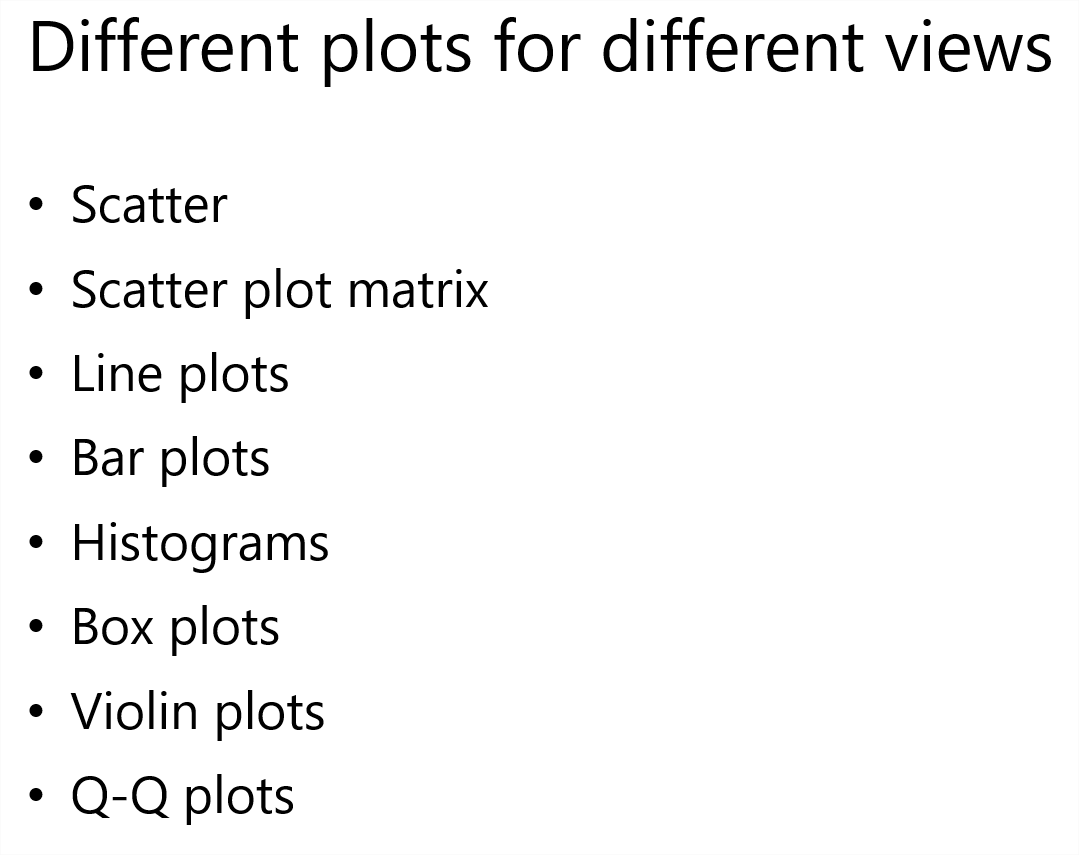 Different plots for different views
• Scatter
• Scatter plot matrix
• Line plots
• Bar plots
• Histograms
• Box plots
• Violin plots
• Q-Q plots